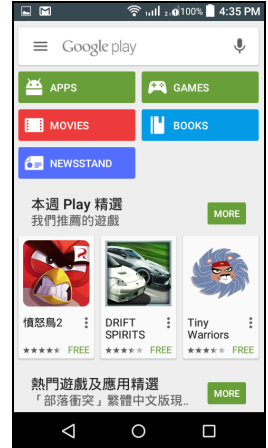 100% 4:35 PM
Google play
APPS
GAMES
MOVIES
BOOKS
NEWSSTAND
本週 Play 精選
我們推薦的遊戲
MORE
憤怒鳥2
FREE
DRIFT
SPIRITS
FREE
Tiny
Warriors
FREE
熱門遊戲及應用精選
「部落衝突」繁體中文版現..
MORE